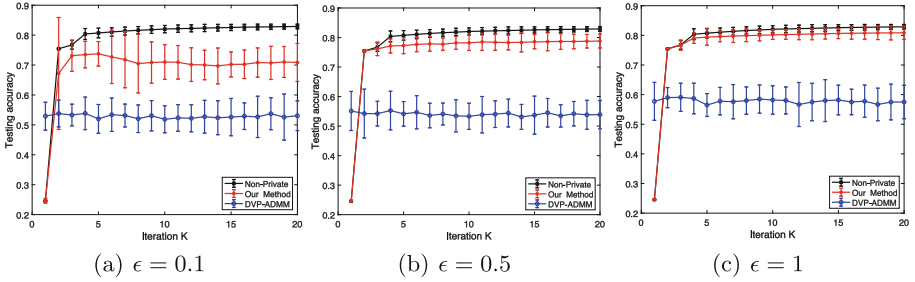 0.9
0.8
0.7
0.6
0.5
0.4
0.3
0.2
Testing accuracy
0 5 10 15 20
Iteration K
Non-Private
Our Method
DVP-ADMM
(a) ϵ = 0.1
0.9
0.8
0.7
0.6
0.5
0.4
0.3
0.2
Testing accuracy
0 5 10 15 20
Iteration K
Non-Private
Our Method
DVP-ADMM
(b) ϵ = 0.5
0.9
0.8
0.7
0.6
0.5
0.4
0.3
0.2
Testing accuracy
0 5 10 15 20
Iteration K
Non-Private
Our Method
DVP-ADMM
(c) ϵ = 1